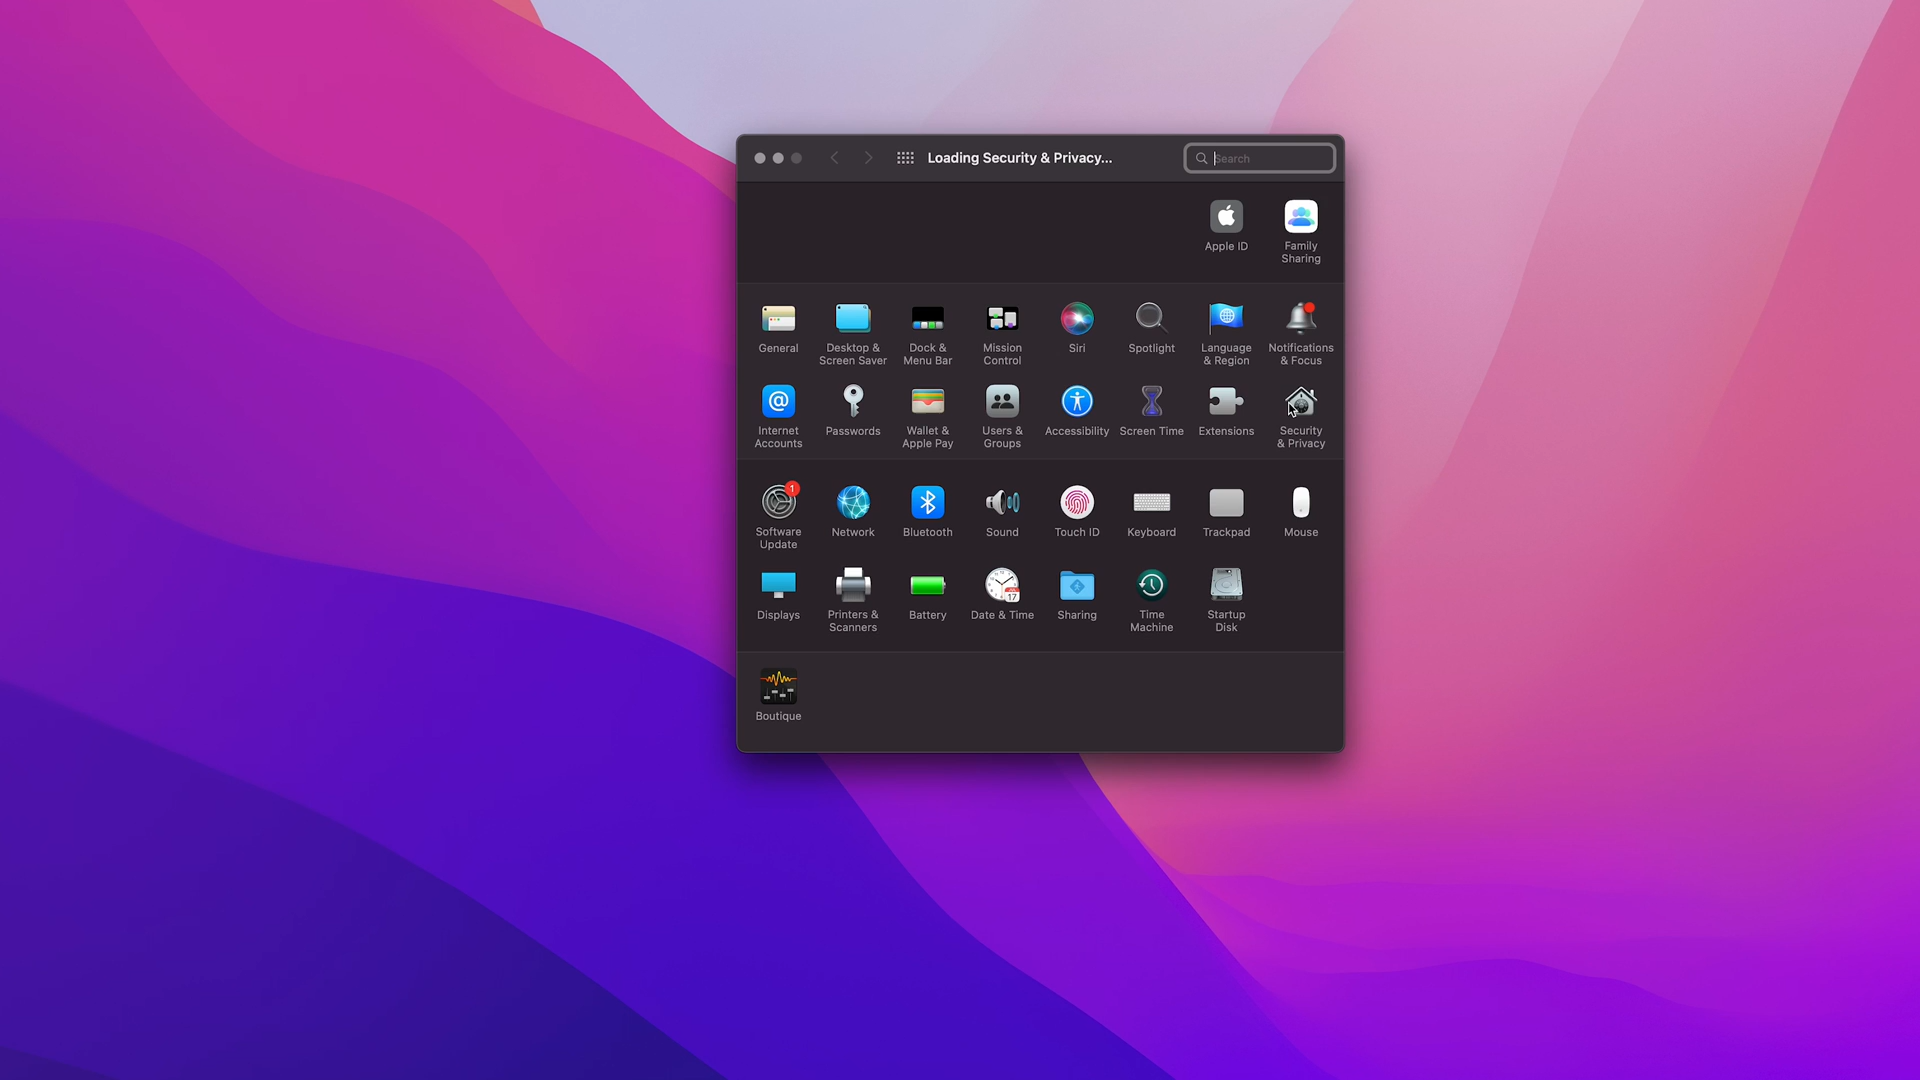 Loading Security & Privacy...
Search
Apple ID
Family
Sharing
General
Desktop &
Screen Saver
Dock &
Menu Bar
Mission
Control
Siri
Spotlight
Language
& Region
Notifications
& Focus
Internet
Accounts
Passwords
Wallet &
Apple Pay
Users &
Groups
Accessibility
Screen Time
Extensions
Security
& Privacy
1
Software
Update
Network
Bluetooth
Sound
Touch ID
Keyboard
Trackpad
Mouse
Displays
Printers &
Scanners
Battery
17
Date & Time
Sharing
Time
Machine
Startup
Disk
Boutique